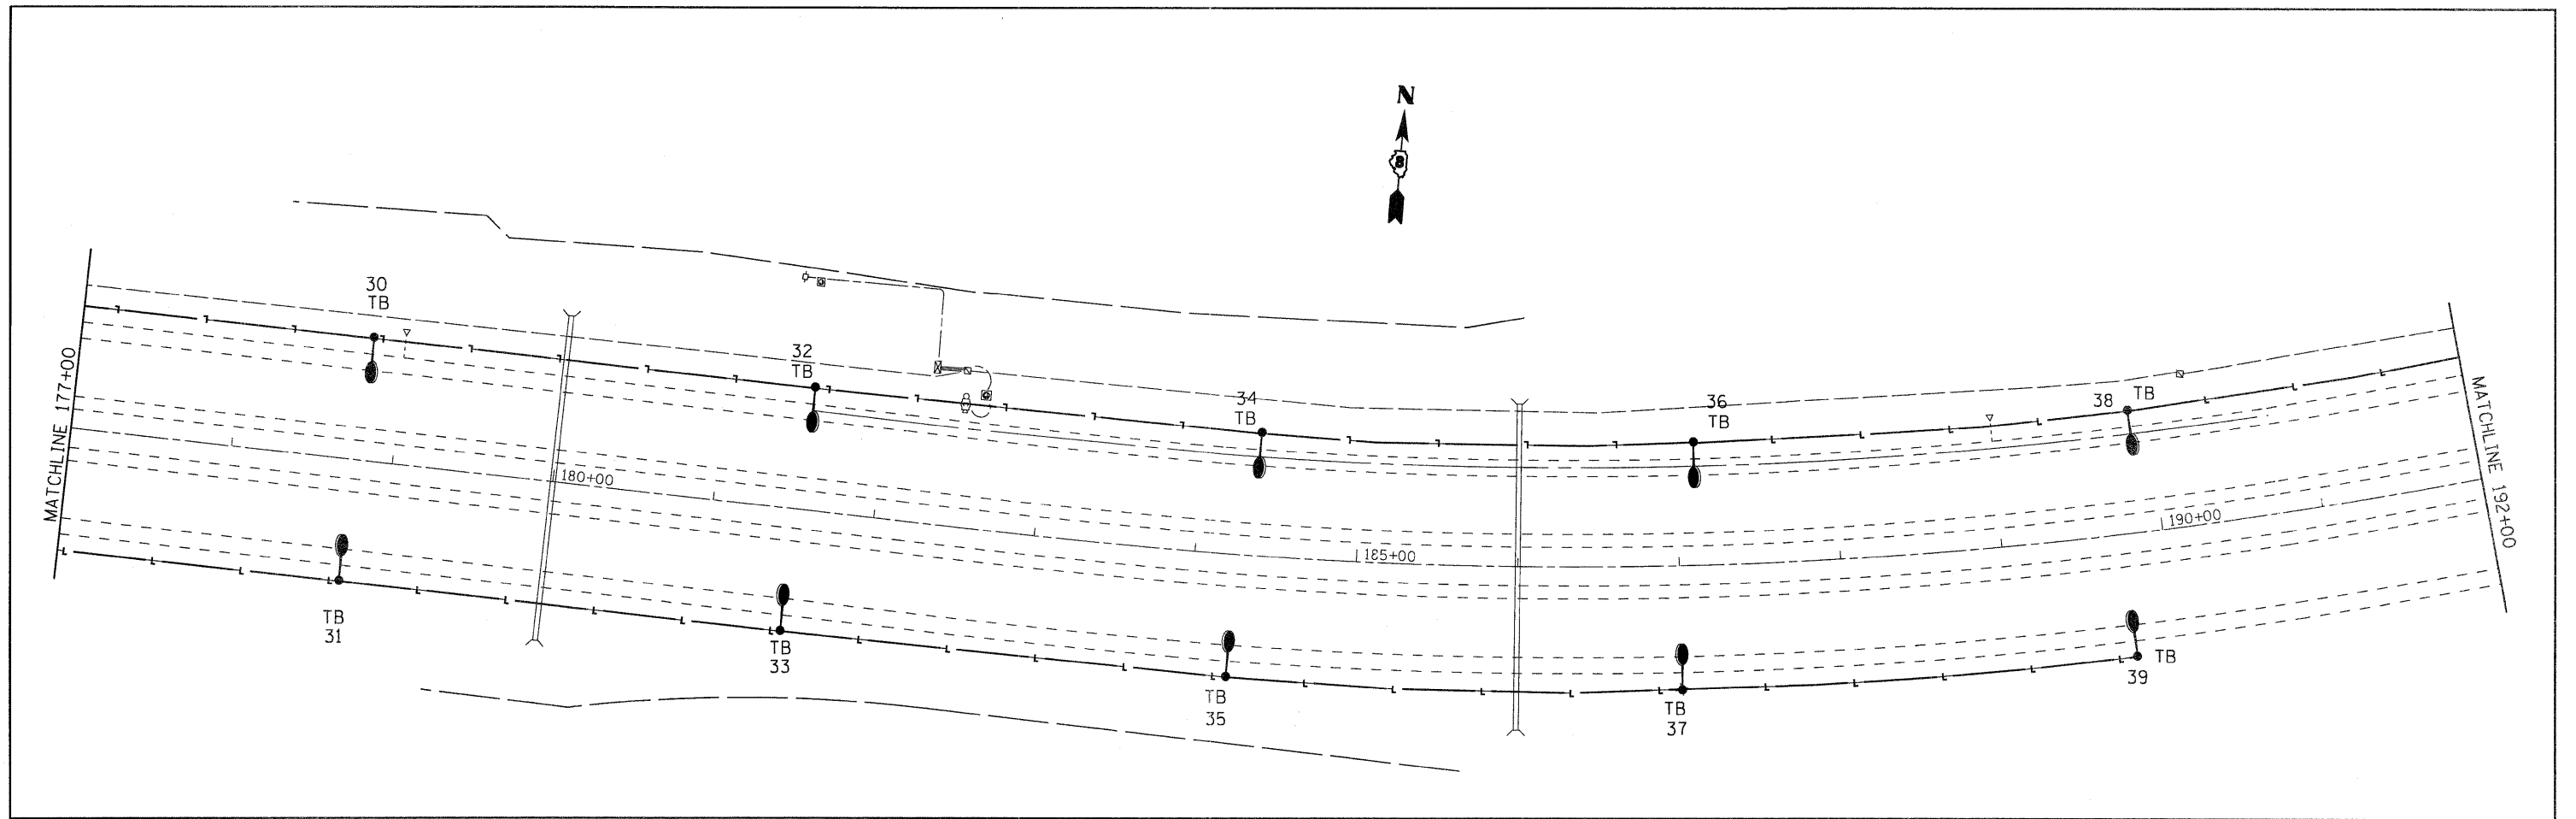 N
8
30
TB
32
TB
34
TB
36
TB
38
TB
MATCHLINE 177+00
MATCHLINE 192+00
180+00
185+00
190+00
TB
31
TB
33
TB
35
TB
37
TB
39